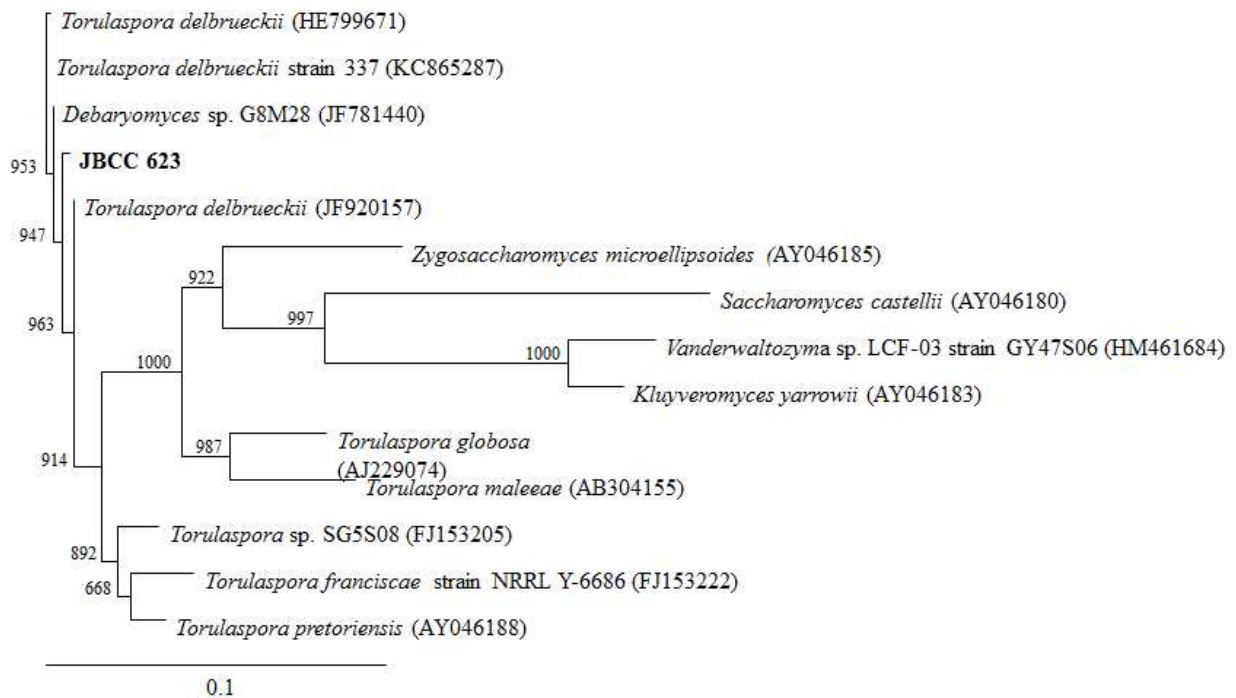 Torulaspora delbrueckii (HE799671)
Torulaspora delbrueckii strain 337 (KC865287)
Debaryomyces sp. G8M28 (JF781440)
JBCC 623
953
Torulaspora delbrueckii (JF920157)
947
Zygosaccharomyces microellipsoides (AY046185)
922
Saccharomyces castellii (AY046180)
997
963
Vanderwaltozyma sp. LCF-03 strain GY47S06 (HM461684)
1000
1000
Kluyveromyces yarrowii (AY046183)
Torulaspora globosa
(AJ229074)
987
914
Torulaspora maleeae (AB304155)
Torulaspora sp. SG5S08 (FJ153205)
892
Torulaspora franciscae strain NRRL Y-6686 (FJ153222)
668
Torulaspora pretoriensis (AY046188)
0.1